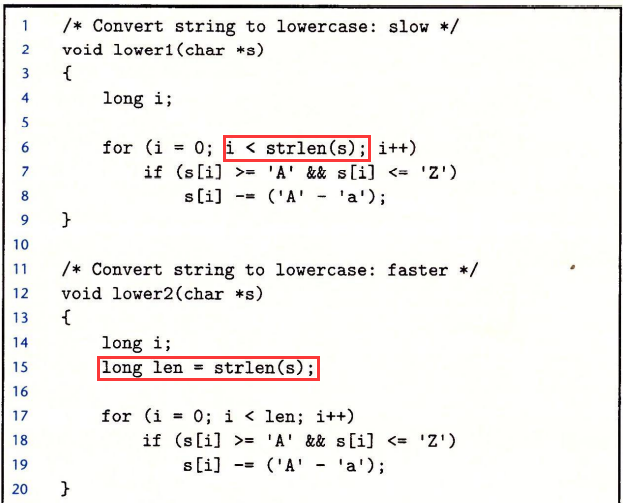 1 /* Convert string to lowercase: slow */
2 void lower1(char *s)
3 {
4 long i;
5
6 for (i = 0; i < strlen(s); i++)
7 if (s[i] >= 'A' && s[i] <= 'Z')
8 s[i] -= ('A' - 'a');
9 }
10
11 /* Convert string to lowercase: faster */
12 void lower2(char *s)
13 {
14 long i;
15 long len = strlen(s);
16
17 for (i = 0; i < len; i++)
18 if (s[i] >= 'A' && s[i] <= 'Z')
19 s[i] -= ('A' - 'a');
20 }